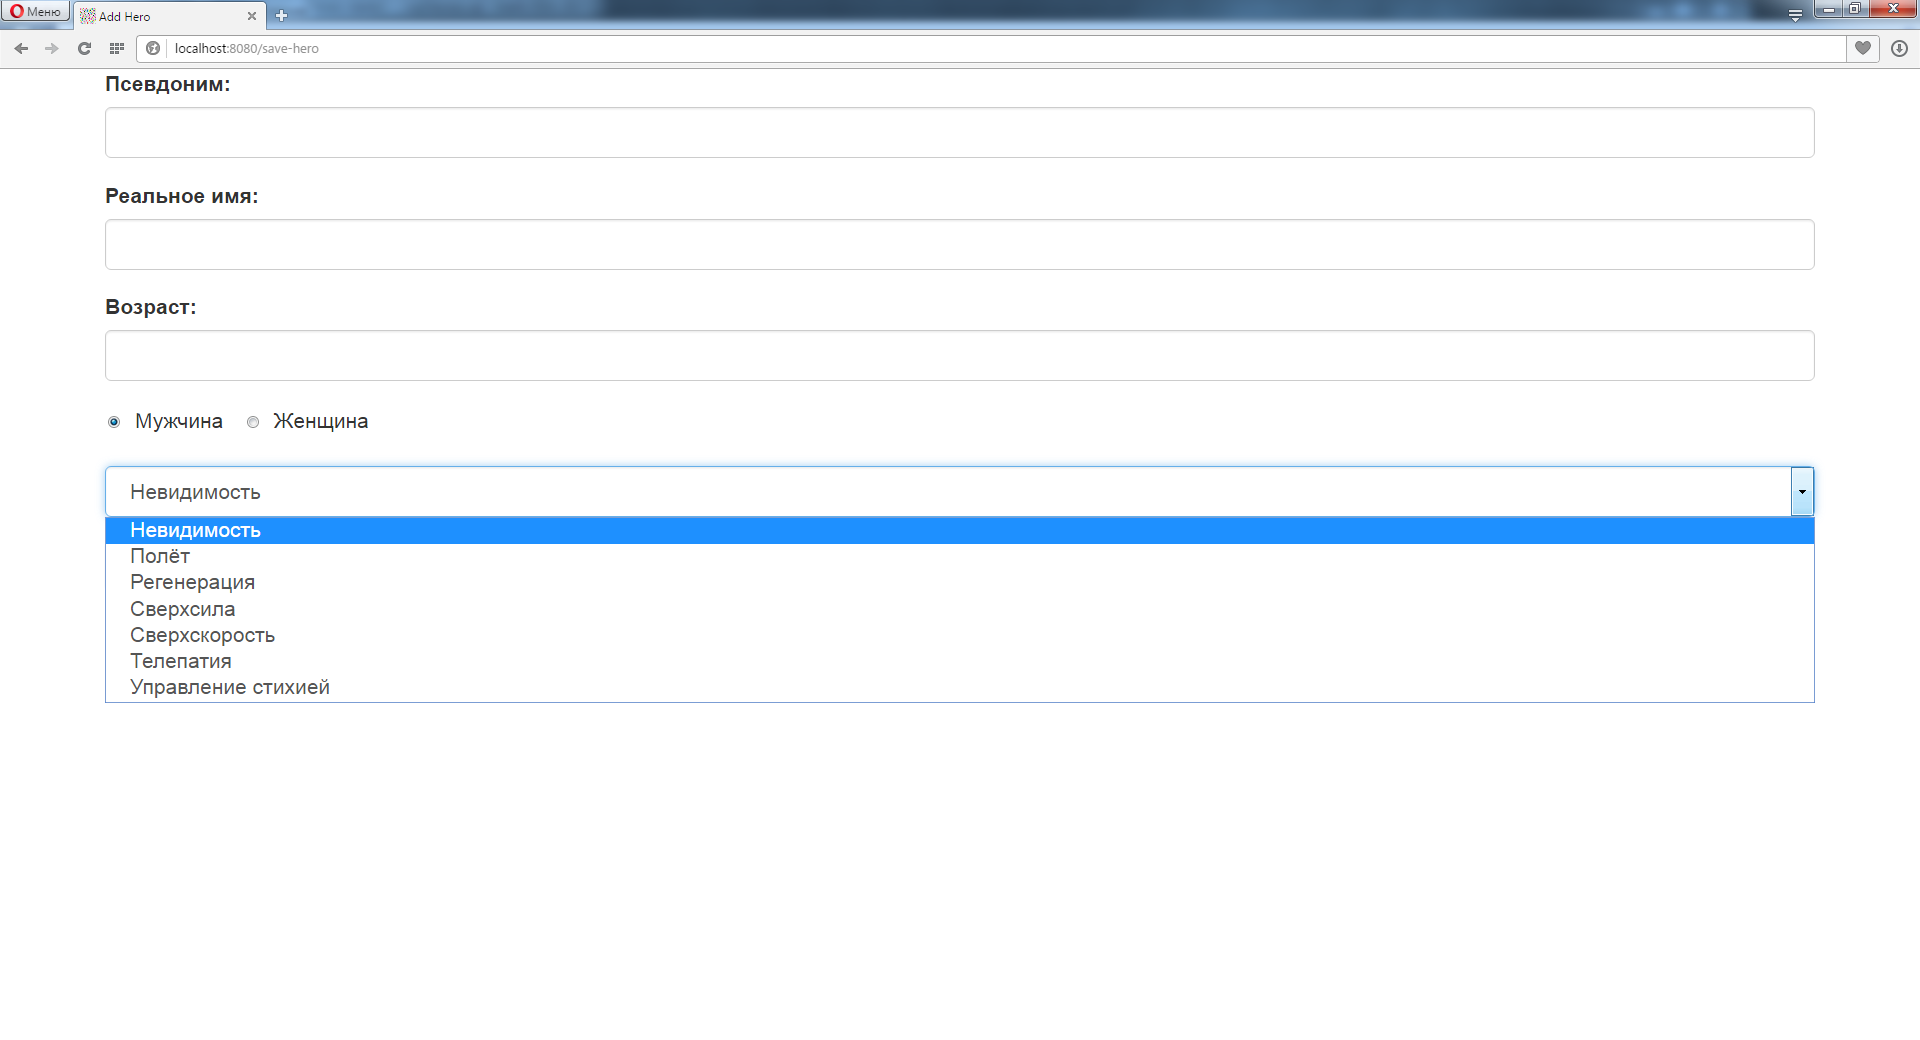 Меню
Add Hero
localhost:8080/save-hero
Псевдоним:
Реальное имя:
Возраст:
Мужчина Женщина
Невидимость
Невидимость
Полёт
Регенерация
Сверхсила
Сверхскорость
Телепатия
Управление стихией